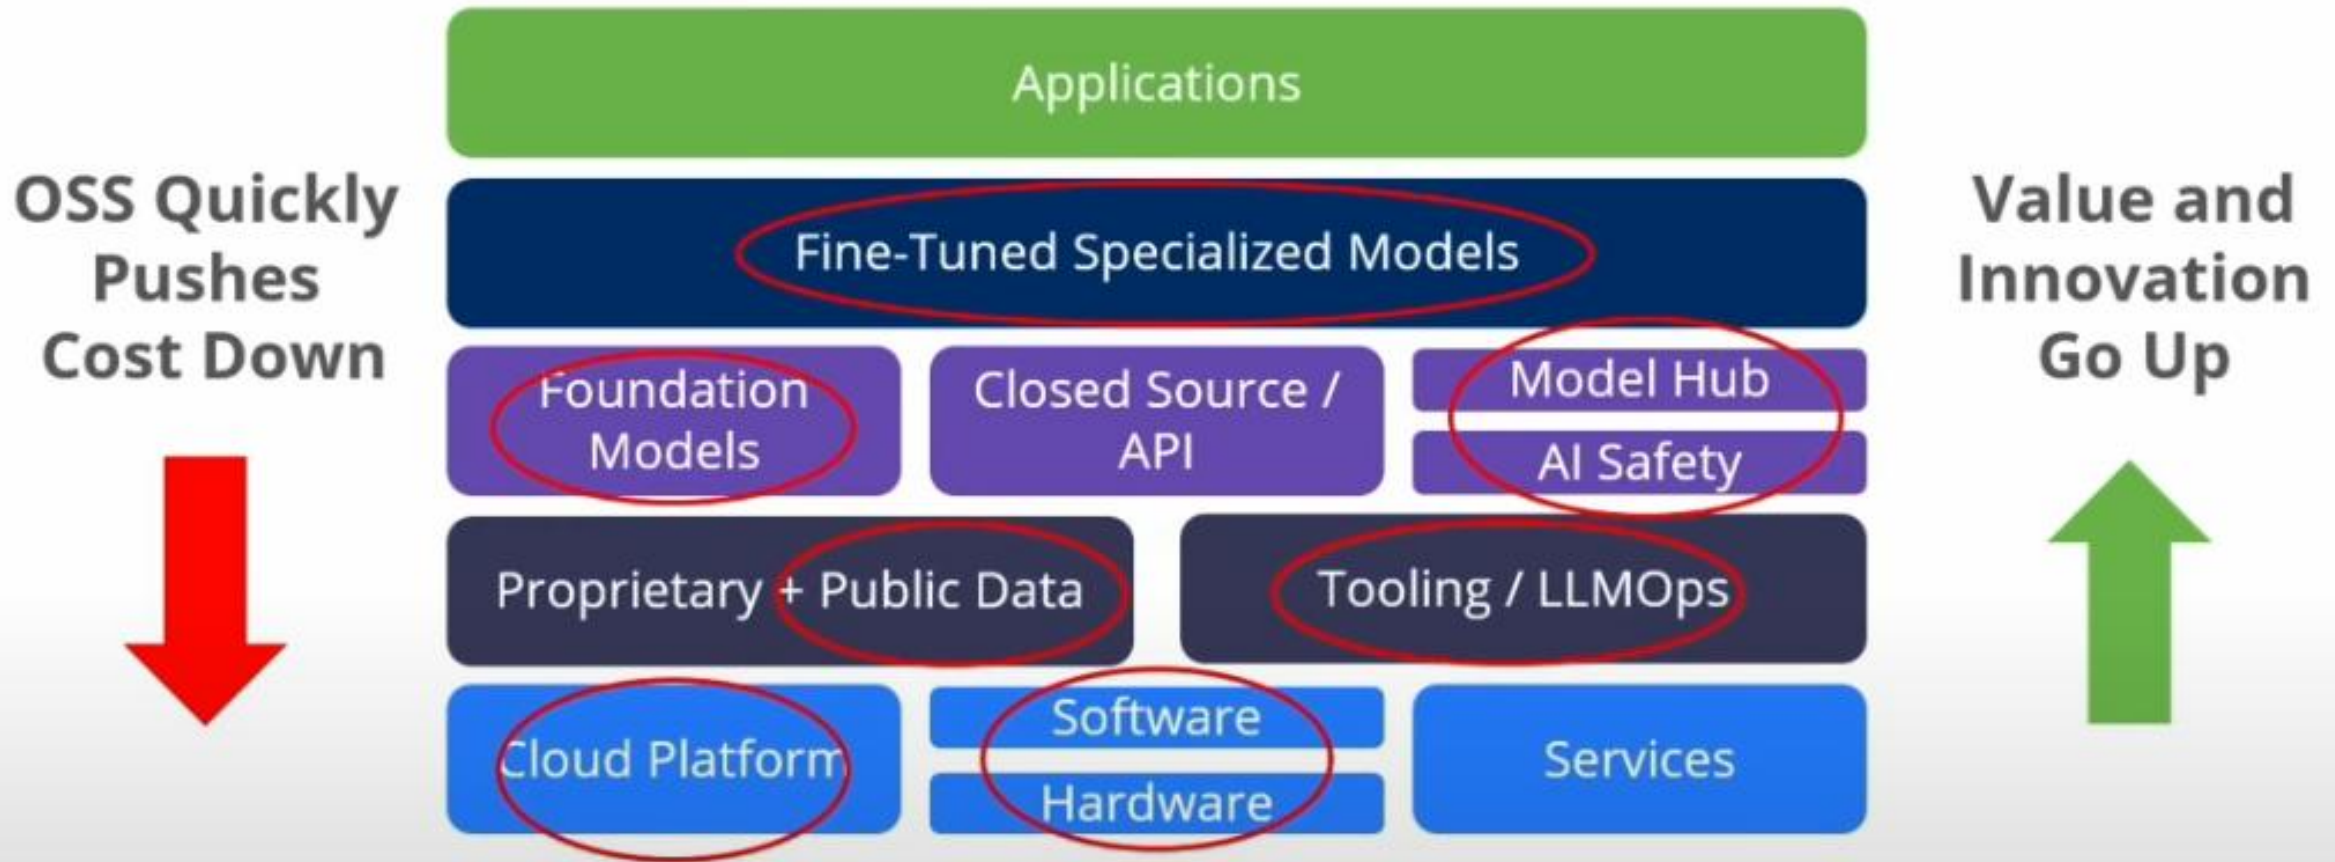 Applications
OSS Quickly
Pushes
Cost Down
Fine-Tuned Specialized Models
Value and
Innovation
Go Up
Foundation
Models
Closed Source /
API
Model Hub
AI Safety
Proprietary + Public Data
Tooling / LLMOps
Cloud Platform
Software
Hardware
Services